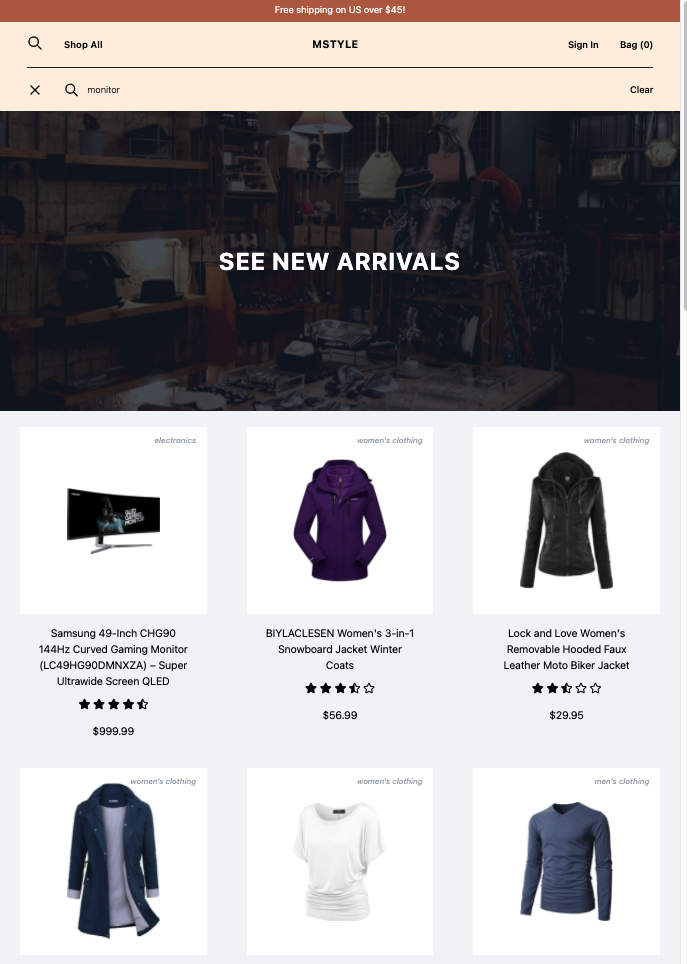 Free shipping on US over $45!
Shop All
MSTYLE
Sign In
Bag (0)
monitor
Clear
SEE NEW ARRIVALS
electronics
women's clothing
women's clothing
QLED
GAMING
MONITOR
Samsung 49-Inch CHG90
144Hz Curved Gaming Monitor
(LC49HG90DMNXZA) – Super
Ultrawide Screen QLED
$999.99
BIYLACLESEN Women's 3-in-1
Snowboard Jacket Winter
Coats
$56.99
Lock and Love Women's
Removable Hooded Faux
Leather Moto Biker Jacket
$29.95
women's clothing
women's clothing
men's clothing